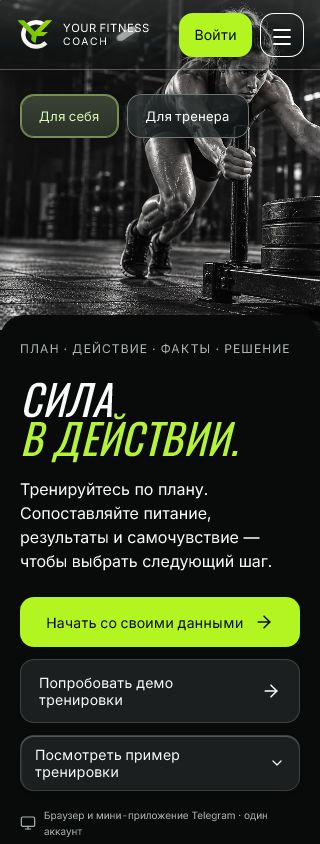 YOUR FITNESS
COACH
Войти
Для себя
Для тренера
ПЛАН · ДЕЙСТВИЕ · ФАКТЫ · РЕШЕНИЕ
СИЛА
В ДЕЙСТВИИ.
Тренируйтесь по плану.
Сопоставляйте питание,
результаты и самочувствие —
чтобы выбрать следующий шаг.
Начать со своими данными
Попробовать демо
тренировки
Посмотреть пример
тренировки
Браузер и мини-приложение Telegram · один
аккаунт